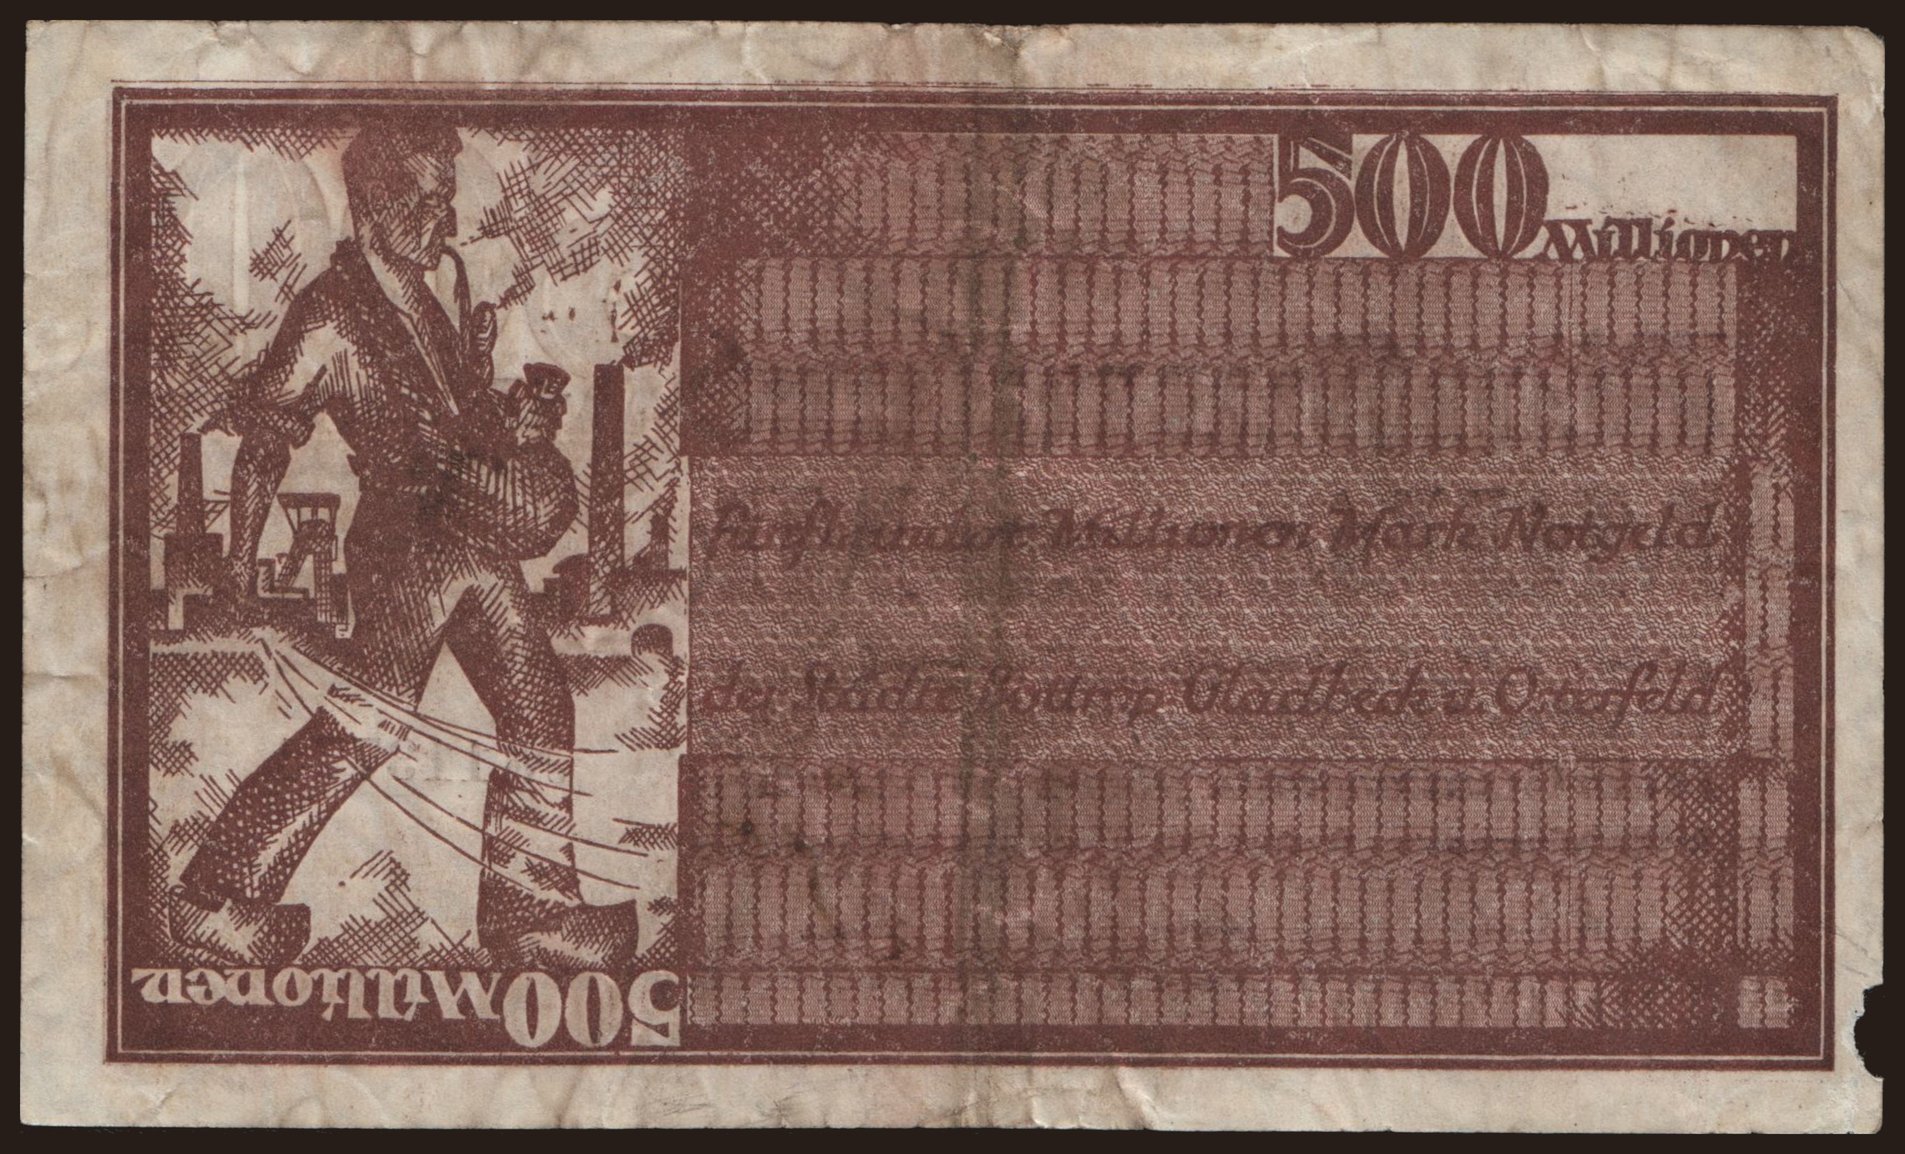 500 Millionen
Fünfhundert Millionen Mark Notgeld
der Städte Bottrop Gladbeck u. Osterfeld
500 Millionen